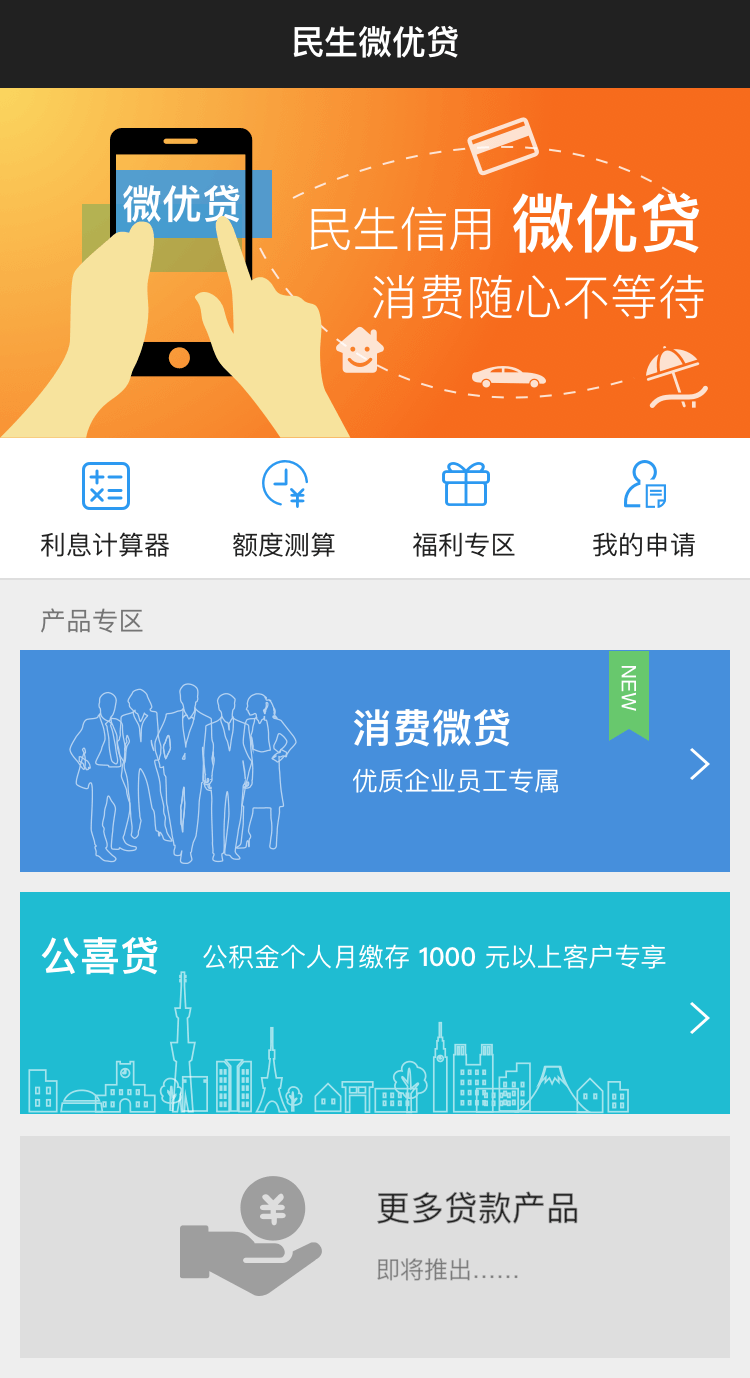 民生微优贷
微优贷
民生信用 微优贷
消费随心不等待
利息计算器
额度测算
福利专区
我的申请
产品专区
NEW
消费微贷
优质企业员工专属
公喜贷
公积金个人月缴存 1000 元以上客户专享
更多贷款产品
即将推出......